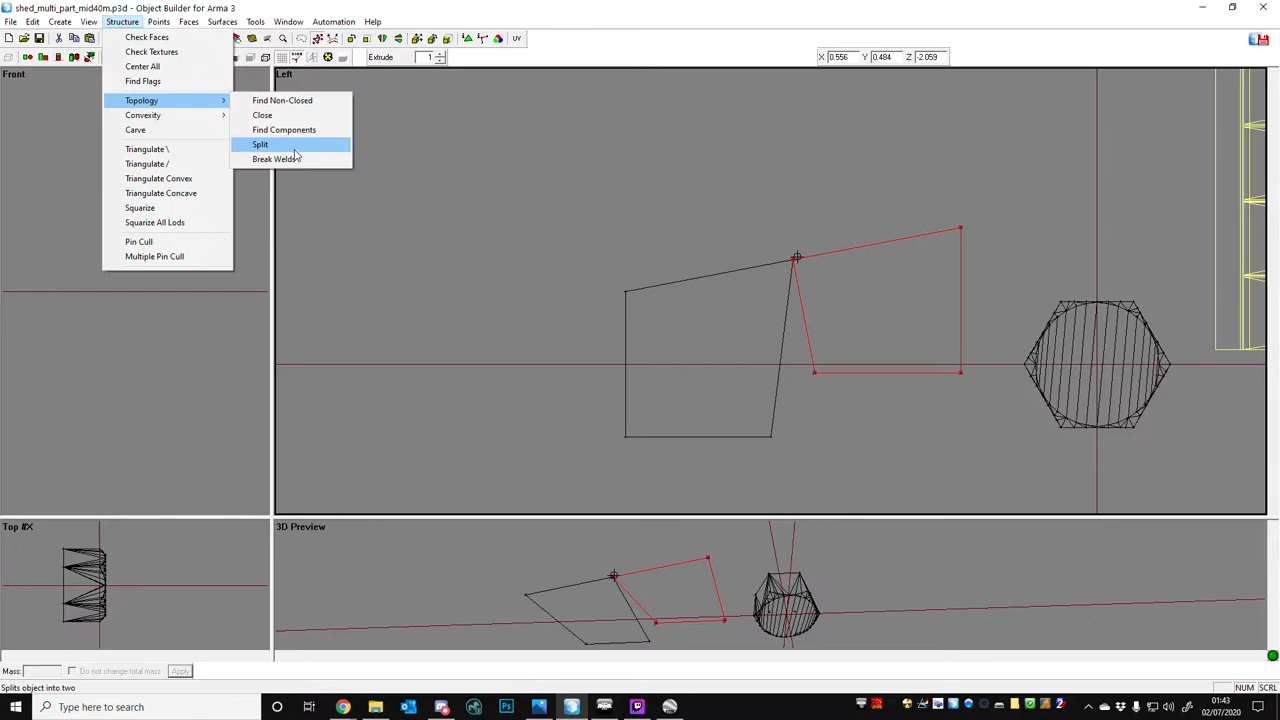 shed_multi_part_mid40m.p3d - Object Builder for Arma 3
File Edit Create View Structure Points Faces Surfaces Tools Window Automation Help
UV
Extrude 1 X 0.556 Y 0.484 Z -2.059
Check Faces
Check Textures
Center All
Find Flags
Topology
Convexity
Carve
Triangulate \
Triangulate /
Triangulate Convex
Triangulate Concave
Squarize
Squarize All Lods
Pin Cull
Multiple Pin Cull
Find Non-Closed
Close
Find Components
Split
Break Welds
Front
Left
Top #X
3D Preview
Mass: Do not change total mass Apply
Splits object into two
NUM SCRL
Type here to search
01:43
02/07/2020